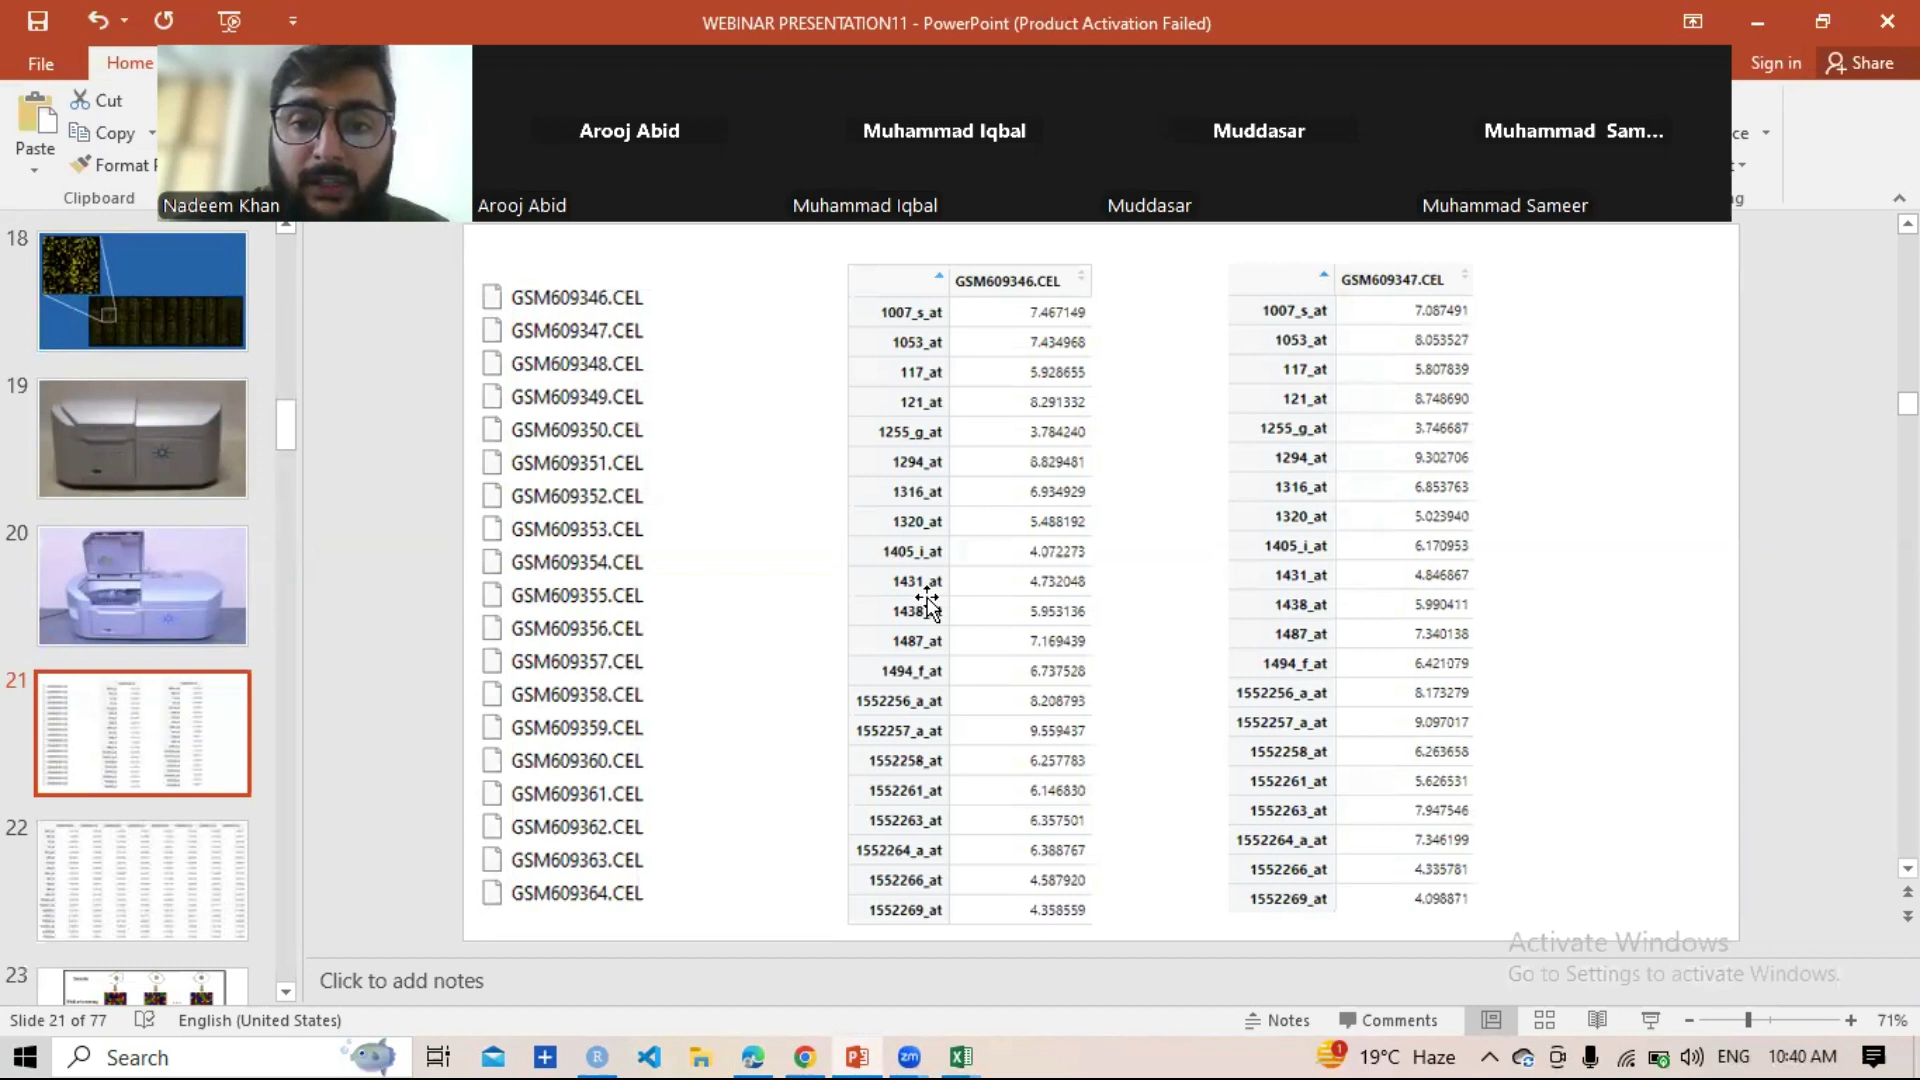 WEBINAR PRESENTATION11 - PowerPoint (Product Activation Failed)
File
Home
Sign in
Share
Cut
Copy
Paste
Format
Clipboard
Arooj Abid
Muhammad Iqbal
Muddasar
Muhammad Sam...
Nadeem Khan
Arooj Abid
Muhammad Iqbal
Muddasar
Muhammad Sameer
18
19
20
21
22
23
GSM609346.CEL
GSM609347.CEL
GSM609348.CEL
GSM609349.CEL
GSM609350.CEL
GSM609351.CEL
GSM609352.CEL
GSM609353.CEL
GSM609354.CEL
GSM609355.CEL
GSM609356.CEL
GSM609357.CEL
GSM609358.CEL
GSM609359.CEL
GSM609360.CEL
GSM609361.CEL
GSM609362.CEL
GSM609363.CEL
GSM609364.CEL
GSM609346.CEL
1007_s_at 7.467149
1053_at 7.434968
117_at 5.928655
121_at 8.291332
1255_g_at 3.784240
1294_at 8.829481
1316_at 6.934929
1320_at 5.488192
1405_i_at 4.072273
1431_at 4.732048
1438 5.953136
1487_at 7.169439
1494_f_at 6.737528
1552256_a_at 8.208793
1552257_a_at 9.559437
1552258_at 6.257783
1552261_at 6.146830
1552263_at 6.357501
1552264_a_at 6.388767
1552266_at 4.587920
1552269_at 4.358559
GSM609347.CEL
1007_s_at 7.087491
1053_at 8.053527
117_at 5.807839
121_at 8.748690
1255_g_at 3.746687
1294_at 9.302706
1316_at 6.853763
1320_at 5.023940
1405_i_at 6.170953
1431_at 4.846867
1438_at 5.990411
1487_at 7.340138
1494_f_at 6.421079
1552256_a_at 8.173279
1552257_a_at 9.097017
1552258_at 6.263658
1552261_at 5.626531
1552263_at 7.947546
1552264_a_at 7.346199
1552266_at 4.335781
1552269_at 4.098871
Activate Windows
Go to Settings to activate Windows.
Click to add notes
Slide 21 of 77
English (United States)
Notes
Comments
71%
Search
19°C Haze
ENG
10:40 AM